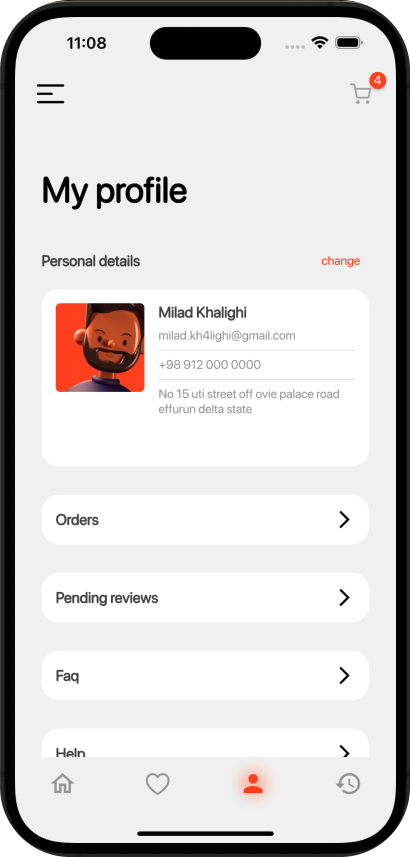 11:08
4
My profile
Personal details
change
Milad Khalighi
milad.kh4lighi@gmail.com
+98 912 000 0000
No 15 uti street off ovie palace road
effurun delta state
Orders
Pending reviews
Faq
Help